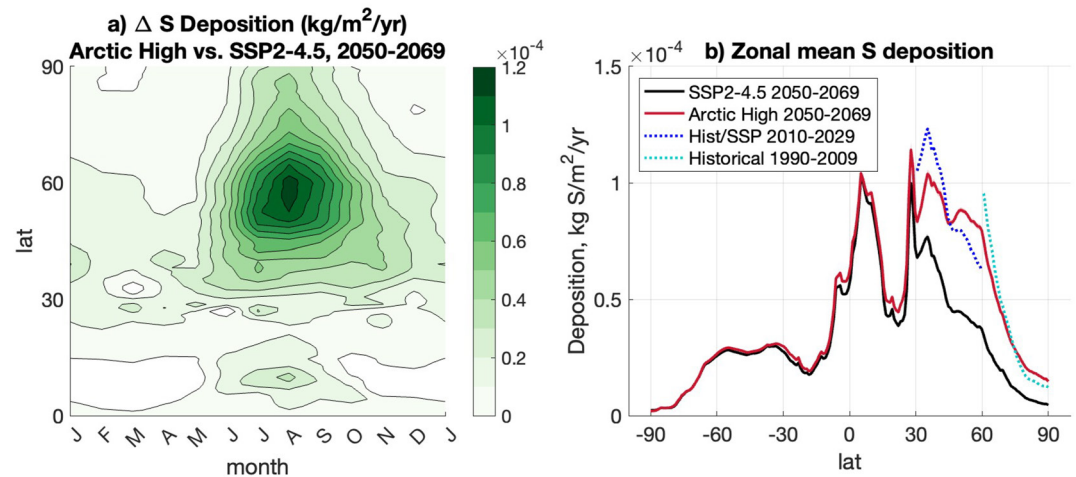 a) Δ S Deposition (kg/m²/yr)
Arctic High vs. SSP2-4.5, 2050-2069
×10⁻⁴
90
60
30
0
lat
J F M A M J J A S O N D J
month
1.2
1
0.8
0.6
0.4
0.2
0
b) Zonal mean S deposition
×10⁻⁴
1.5
1
0.5
0
Deposition, kg S/m²/yr
SSP2-4.5 2050-2069
Arctic High 2050-2069
Hist/SSP 2010-2029
Historical 1990-2009
-90 -60 -30 0 30 60 90
lat